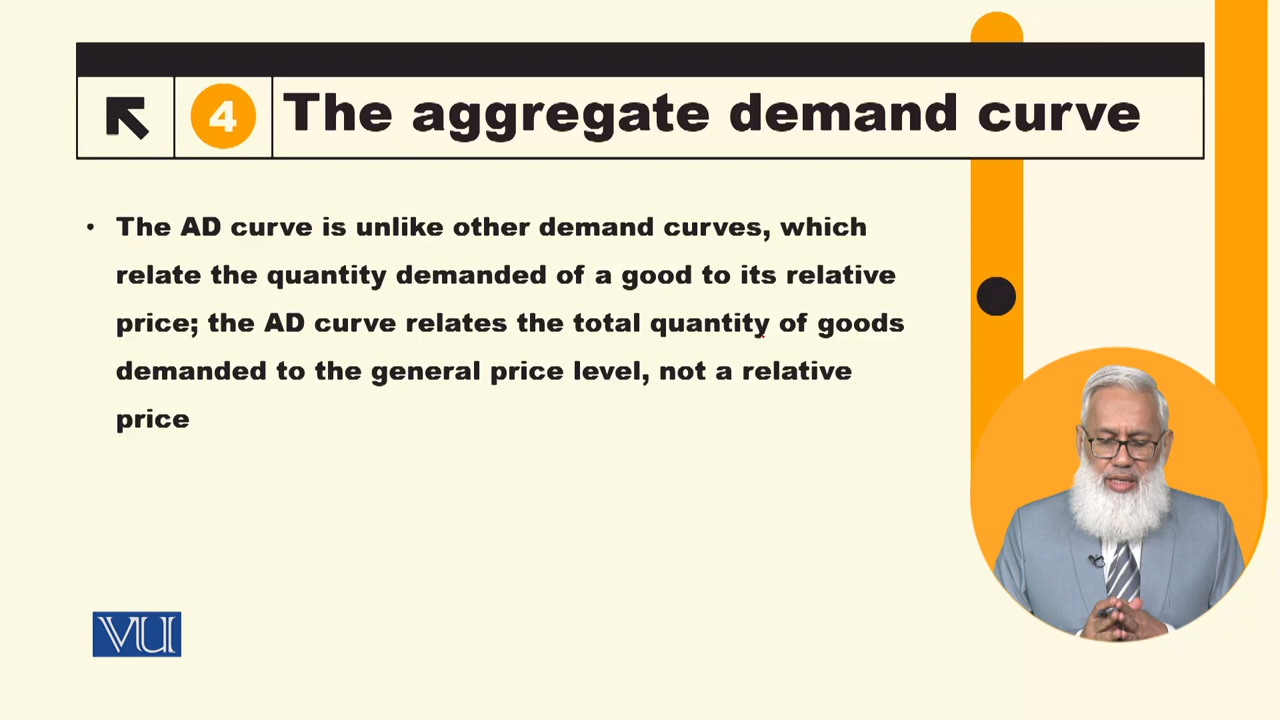 4 The aggregate demand curve
• The AD curve is unlike other demand curves, which
relate the quantity demanded of a good to its relative
price; the AD curve relates the total quantity of goods
demanded to the general price level, not a relative
price
VU